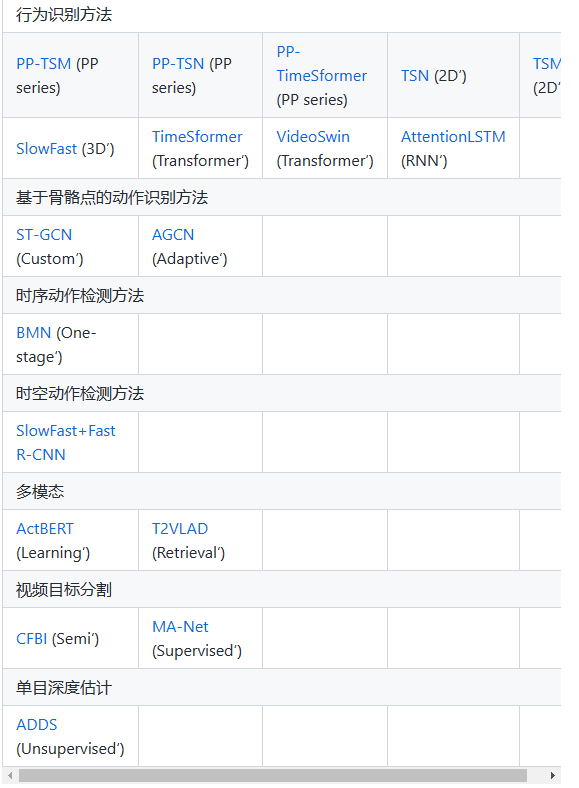 行为识别方法
PP-TSM (PP series)
PP-TSN (PP series)
PP-TimeSformer (PP series)
TSN (2D')
TSM (2D'
SlowFast (3D')
TimeSformer (Transformer')
VideoSwin (Transformer')
AttentionLSTM (RNN')
基于骨骼点的动作识别方法
ST-GCN (Custom')
AGCN (Adaptive')
时序动作检测方法
BMN (One-stage')
时空动作检测方法
SlowFast+Fast R-CNN
多模态
ActBERT (Learning')
T2VLAD (Retrieval')
视频目标分割
CFBI (Semi')
MA-Net (Supervised')
单目深度估计
ADDS (Unsupervised')